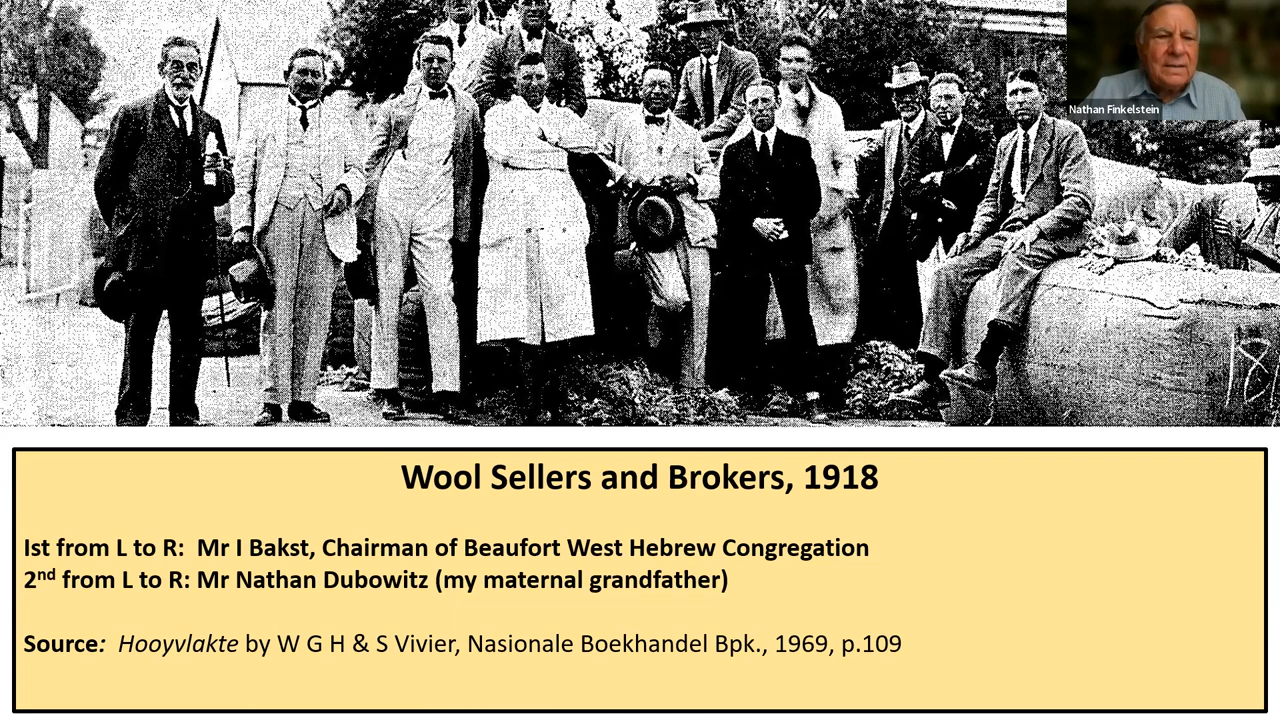 Nathan Finkelstein
18
Wool Sellers and Brokers, 1918
Ist from L to R: Mr I Bakst, Chairman of Beaufort West Hebrew Congregation
2nd from L to R: Mr Nathan Dubowitz (my maternal grandfather)
Source: Hooyvlakte by W G H & S Vivier, Nasionale Boekhandel Bpk., 1969, p.109